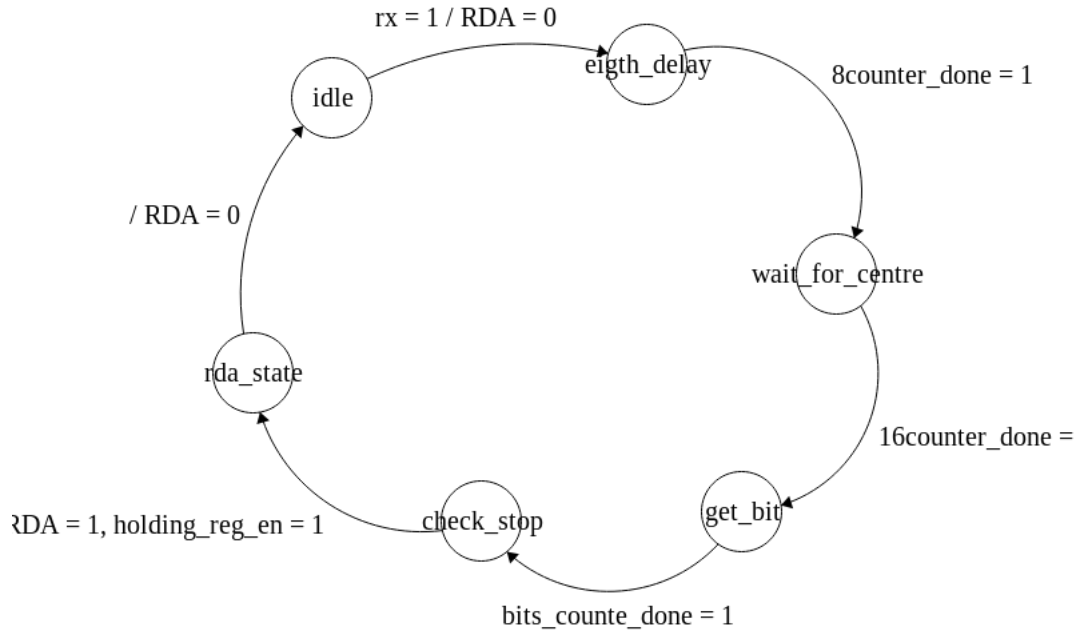 rx = 1 / RDA = 0
idle
eigth_delay
8counter_done = 1
/ RDA = 0
wait_for_centre
rda_state
16counter_done =
RDA = 1, holding_reg_en = 1
check_stop
get_bit
bits_counte_done = 1